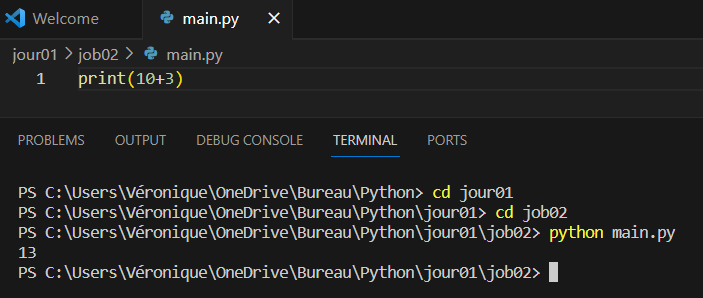 Welcome
main.py
jour01 > job02 > main.py
1 print(10+3)
PROBLEMS OUTPUT DEBUG CONSOLE TERMINAL PORTS
PS C:\Users\Véronique\OneDrive\Bureau\Python> cd jour01
PS C:\Users\Véronique\OneDrive\Bureau\Python\jour01> cd job02
PS C:\Users\Véronique\OneDrive\Bureau\Python\jour01\job02> python main.py
13
PS C:\Users\Véronique\OneDrive\Bureau\Python\jour01\job02>